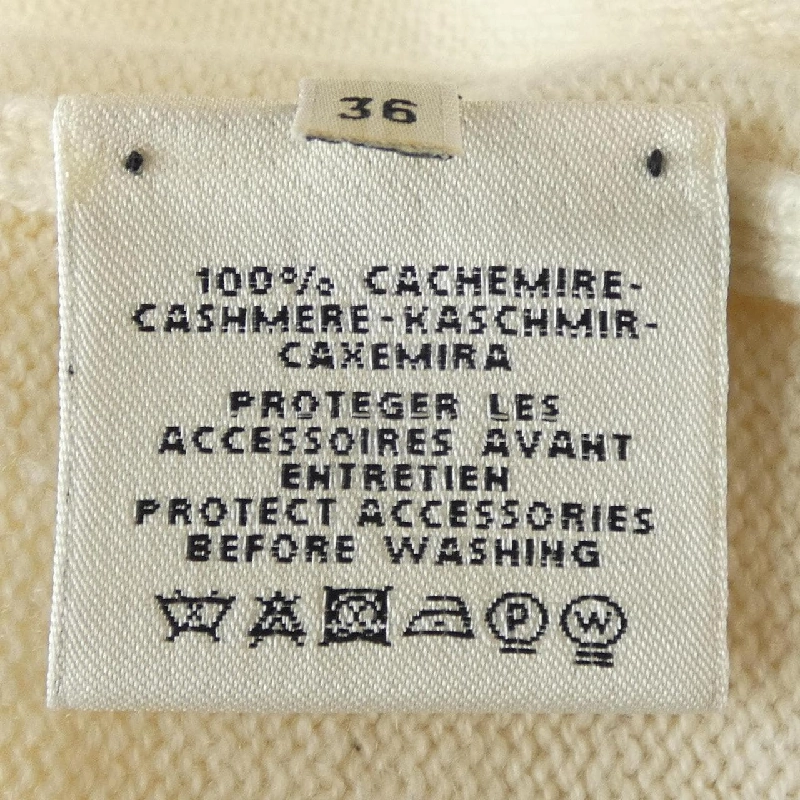 36
100% CACHEMIRE-
CASHMERE-KASCHMIR-
CAXEMIRA
PROTEGER LES
ACCESSOIRES AVANT
ENTRETIEN
PROTECT ACCESSORIES
BEFORE WASHING
P W